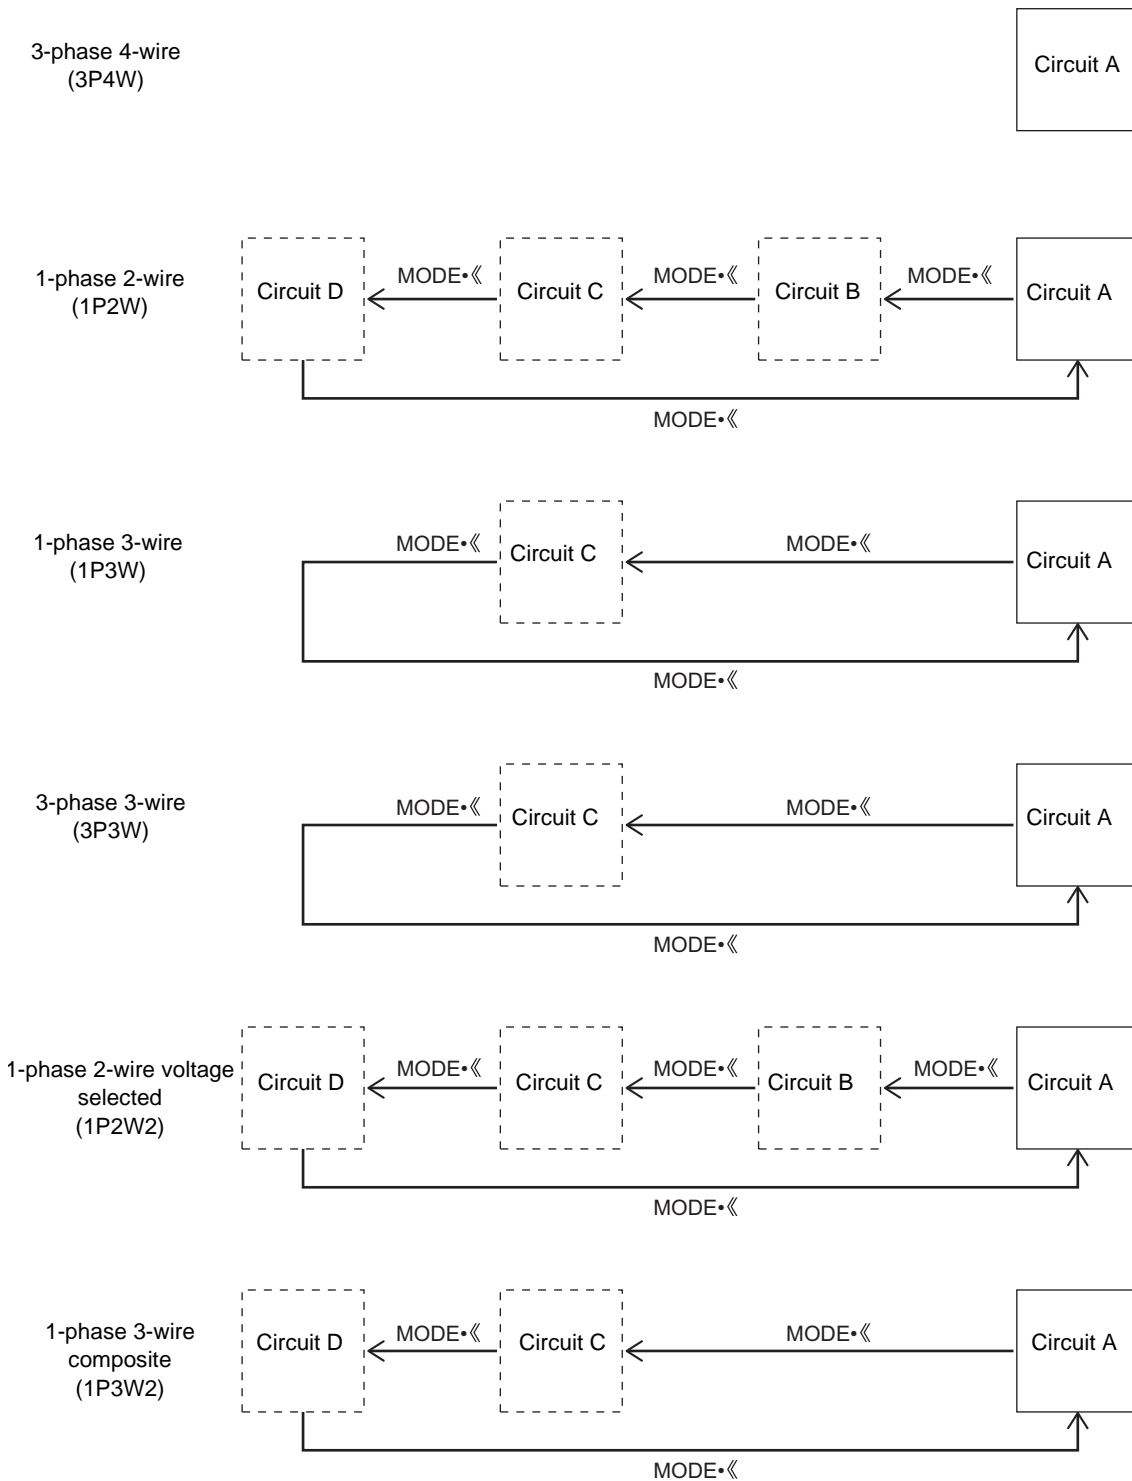 3-phase 4-wire
(3P4W)
Circuit A
1-phase 2-wire
(1P2W)
Circuit D
MODE•《
Circuit C
MODE•《
Circuit B
MODE•《
Circuit A
MODE•《
1-phase 3-wire
(1P3W)
MODE•《
Circuit C
MODE•《
Circuit A
MODE•《
3-phase 3-wire
(3P3W)
MODE•《
Circuit C
MODE•《
Circuit A
MODE•《
1-phase 2-wire voltage
selected
(1P2W2)
Circuit D
MODE•《
Circuit C
MODE•《
Circuit B
MODE•《
Circuit A
MODE•《
1-phase 3-wire
composite
(1P3W2)
Circuit D
MODE•《
Circuit C
MODE•《
Circuit A
MODE•《